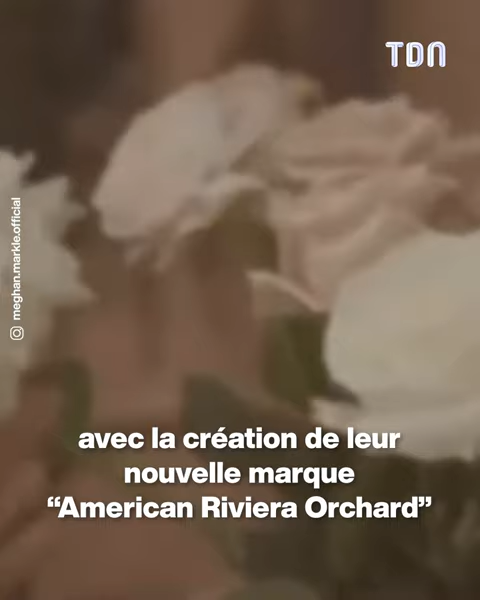 TDN
meghan.markle.official
avec la création de leur
nouvelle marque
“American Riviera Orchard”